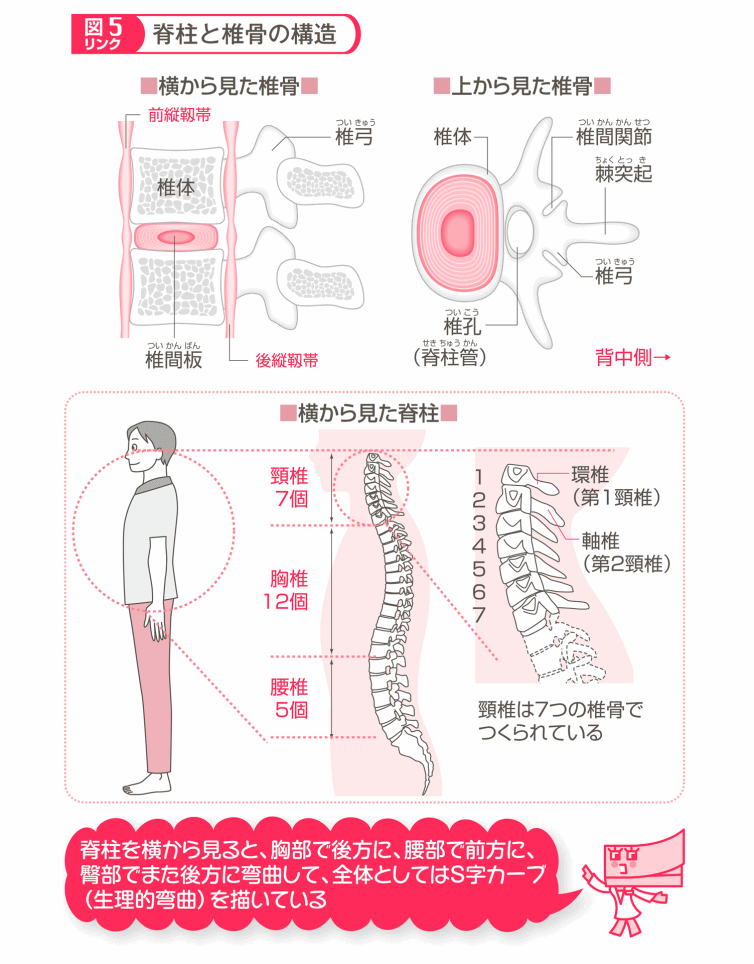 図5
リンク
脊柱と椎骨の構造
■横から見た椎骨■
前縦靱帯
ついきゅう
椎弓
椎体
ついかんばん
椎間板
後縦靱帯
■上から見た椎骨■
椎体
ついかんかんせつ
椎間関節
ちょくとっき
棘突起
ついきゅう
椎弓
ついこう
椎孔
せきちゅうかん
（脊柱管）
背中側→
■横から見た脊柱■
頸椎
7個
胸椎
12個
腰椎
5個
1
2
3
4
5
6
7
環椎
（第1頸椎）
軸椎
（第2頸椎）
頸椎は7つの椎骨で
つくられている
脊柱を横から見ると、胸部で後方に、腰部で前方に、
臀部でまた後方に弯曲して、全体としてはS字カーブ
（生理的弯曲）を描いている